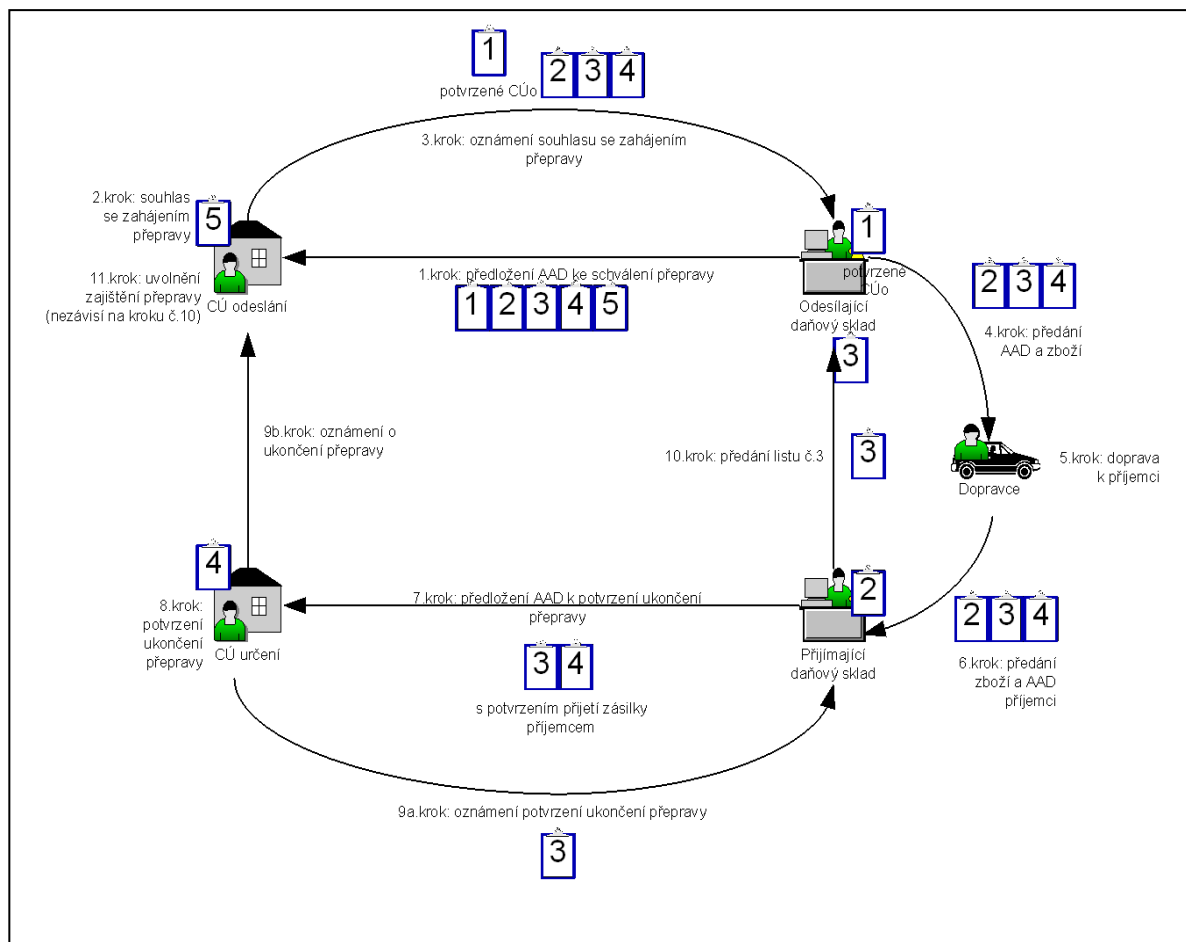 1
2 3 4
potvrzené CÚo
3.krok: oznámení souhlasu se zahájením
přepravy
2.krok: souhlas
se zahájením
přepravy
5
1
potvrzené
CÚo
11.krok: uvolnění
zajištění přepravy
(nezávisí na kroku č.10)
CÚ odeslání
1.krok: předložení AAD ke schválení přepravy
1 2 3 4 5
Odesílající
daňový sklad
2 3 4
4.krok: předání
AAD a zboží
3
9b.krok: oznámení o
ukončení přepravy
10.krok: předání listu č.3
3
Dopravce
5.krok: doprava
k příjemci
4
8.krok:
potvrzení
ukončení
přepravy
CÚ určení
7.krok: předložení AAD k potvrzení ukončení
přepravy
2
3 4
s potvrzením přijetí zásilky
příjemcem
Přijímající
daňový sklad
2 3 4
6.krok: předání
zboží a AAD
příjemci
9a.krok: oznámení potvrzení ukončení přepravy
3